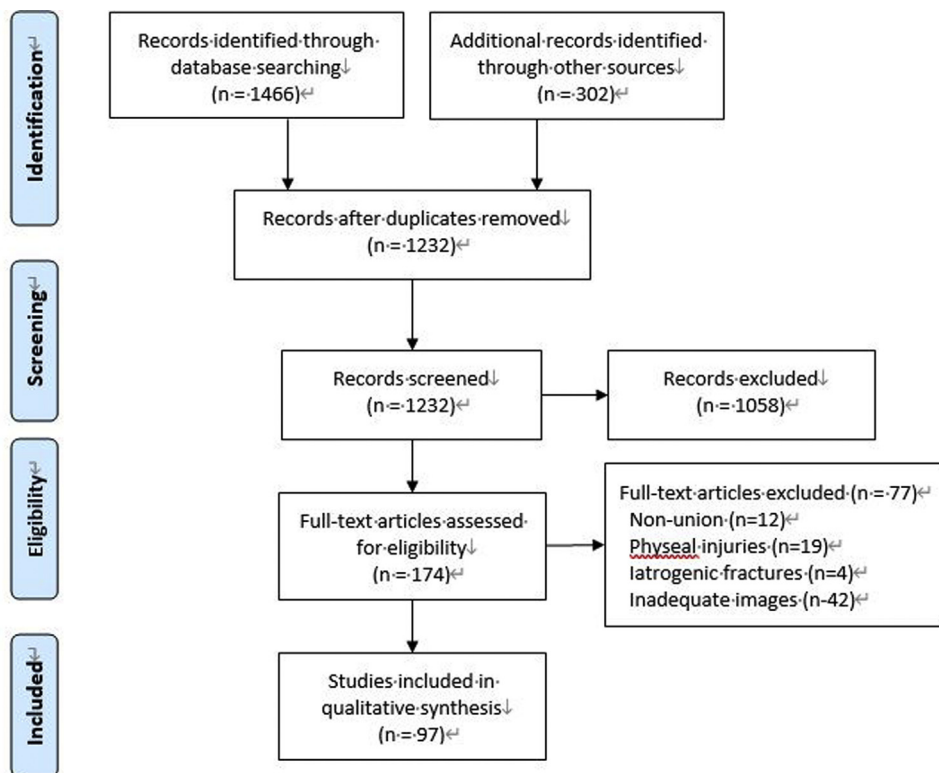 Identification
Records identified through
database searching
(n = 1466)
Additional records identified
through other sources
(n = 302)
Records after duplicates removed
(n = 1232)
Screening
Records screened
(n = 1232)
Records excluded
(n = 1058)
Eligibility
Full-text articles assessed
for eligibility
(n = 174)
Full-text articles excluded (n = 77)
Non-union (n=12)
Physeal injuries (n=19)
Iatrogenic fractures (n=4)
Inadequate images (n-42)
Included
Studies included in
qualitative synthesis
(n = 97)